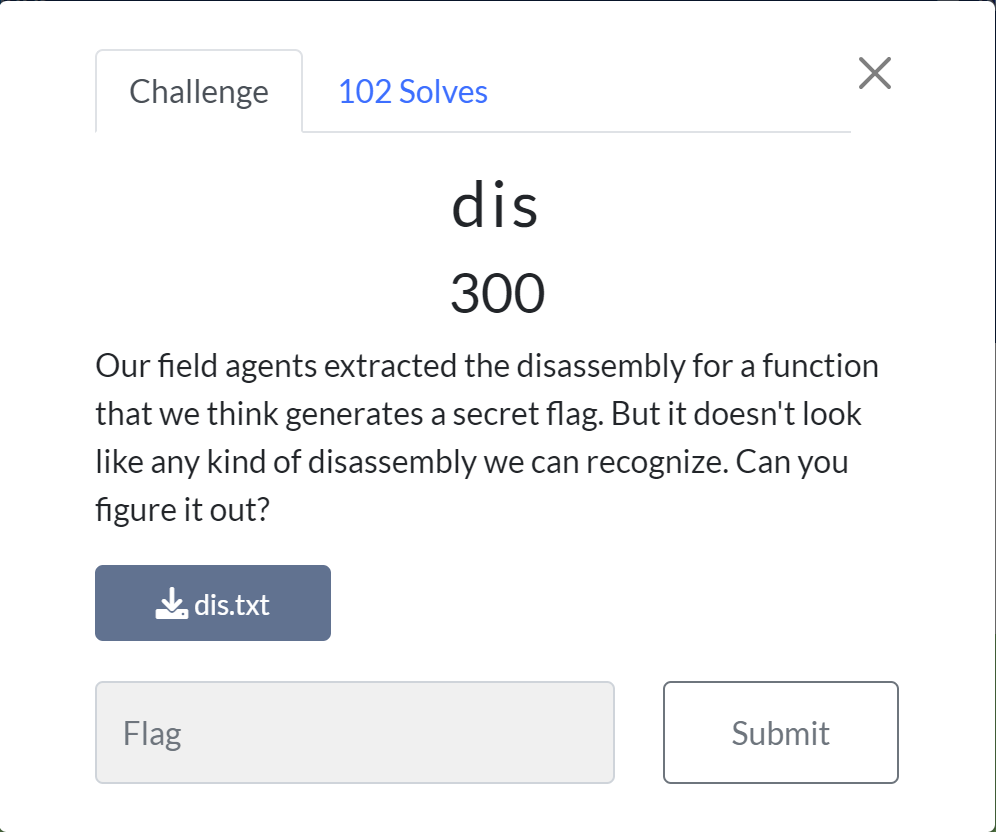 Challenge
102 Solves
dis
300
Our field agents extracted the disassembly for a function
that we think generates a secret flag. But it doesn't look
like any kind of disassembly we can recognize. Can you
figure it out?
dis.txt
Flag
Submit